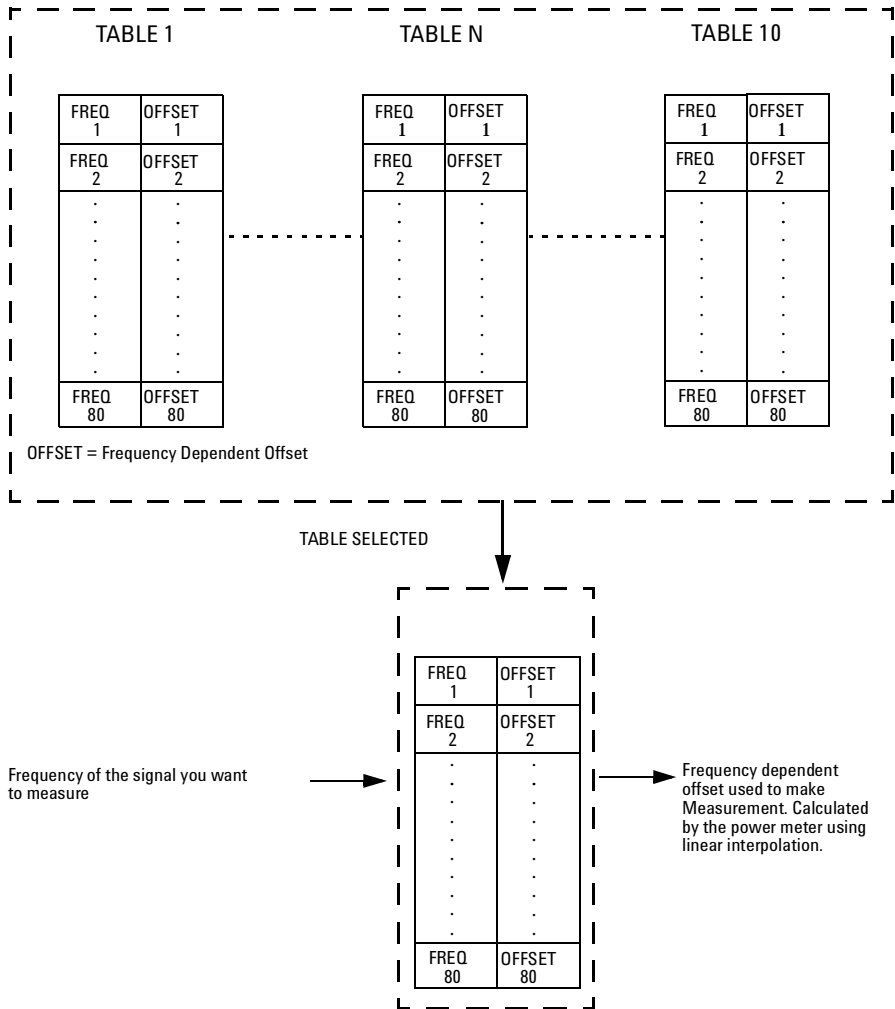 TABLE 1 TABLE N TABLE 10
FREQ OFFSET FREQ OFFSET FREQ OFFSET
1 1 1 1 1 1
FREQ OFFSET FREQ OFFSET FREQ OFFSET
2 2 2 2 2 2
FREQ OFFSET FREQ OFFSET FREQ OFFSET
80 80 80 80 80 80
OFFSET = Frequency Dependent Offset
TABLE SELECTED
FREQ OFFSET
1 1
FREQ OFFSET
2 2
Frequency of the signal you want
to measure
Frequency dependent
offset used to make
Measurement. Calculated
by the power meter using
linear interpolation.
FREQ OFFSET
80 80